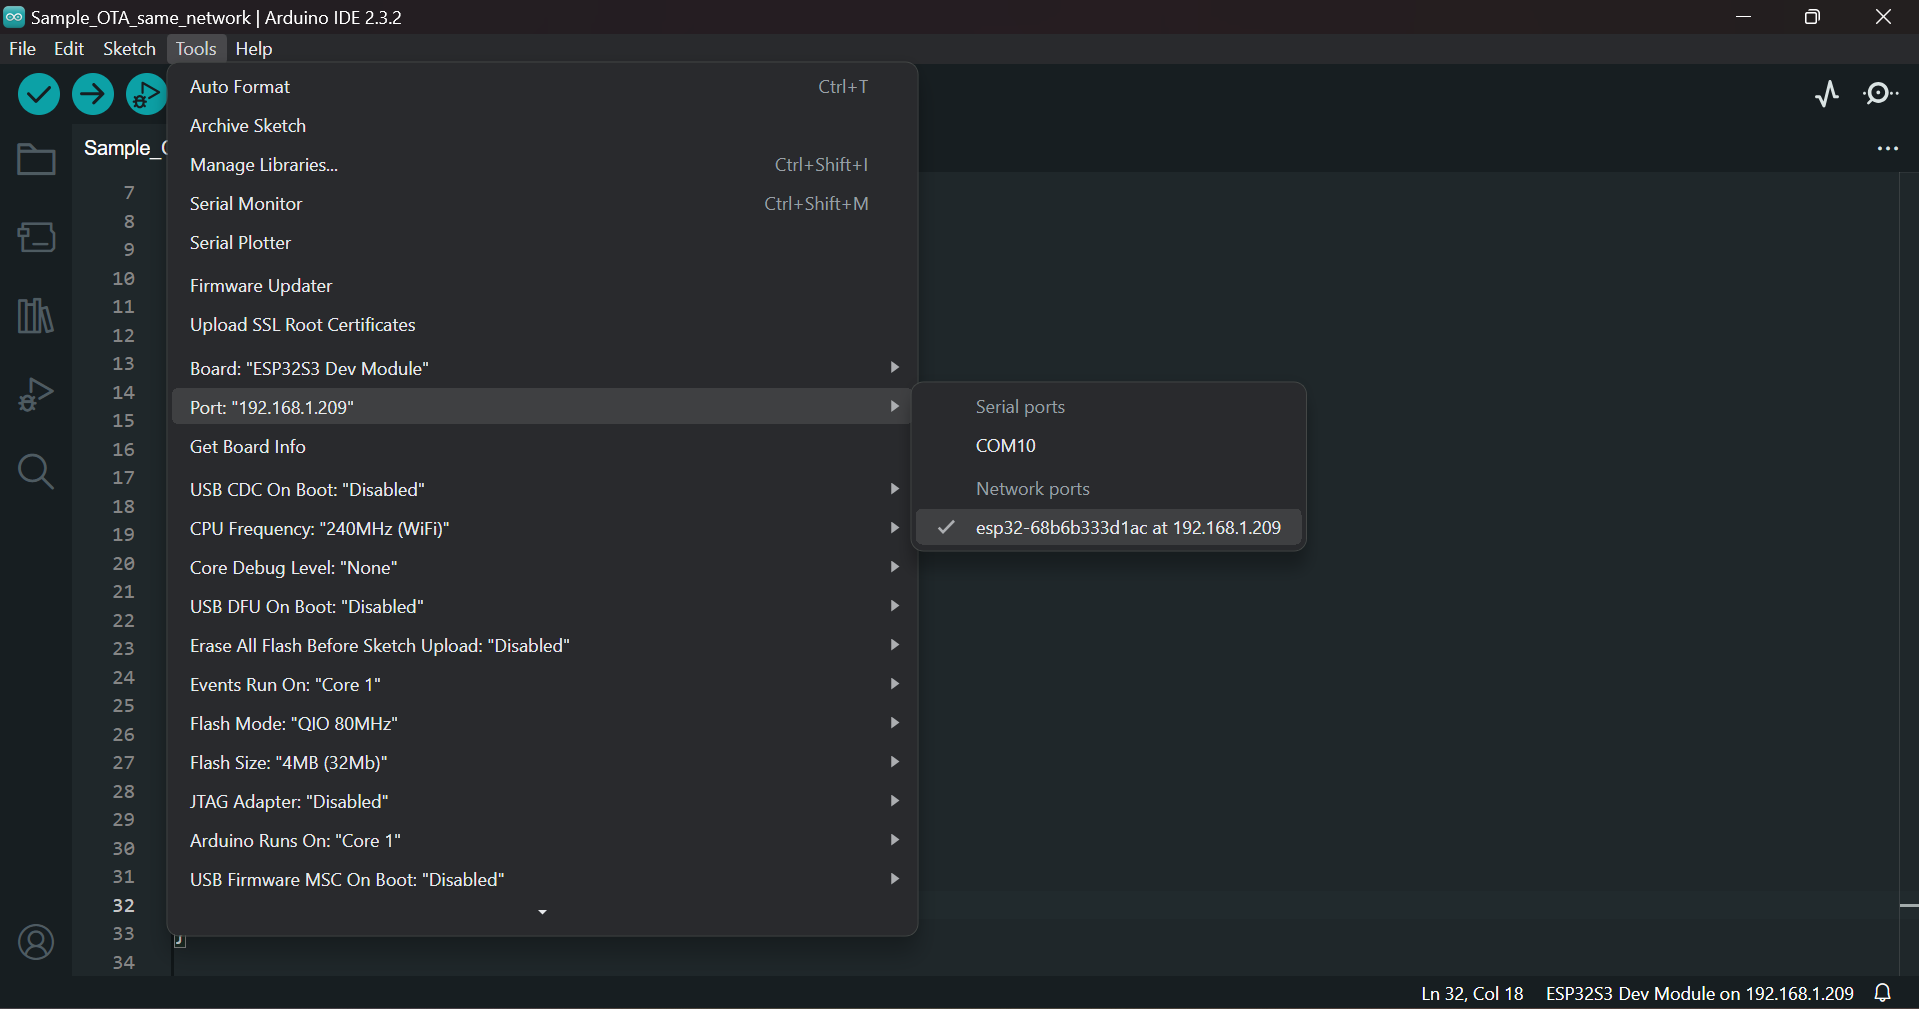 Sample_OTA_same_network | Arduino IDE 2.3.2
File Edit Sketch Tools Help
Auto Format Ctrl+T
Archive Sketch
Sample_
Manage Libraries... Ctrl+Shift+I
7
Serial Monitor Ctrl+Shift+M
8
Serial Plotter
9
10
Firmware Updater
11
Upload SSL Root Certificates
12
13
Board: "ESP32S3 Dev Module"
14
Port: "192.168.1.209" Serial ports
15
Get Board Info COM10
16
17
USB CDC On Boot: "Disabled" Network ports
18
CPU Frequency: "240MHz (WiFi)" esp32-68b6b333d1ac at 192.168.1.209
19
20
Core Debug Level: "None"
21
USB DFU On Boot: "Disabled"
22
Erase All Flash Before Sketch Upload: "Disabled"
23
24
Events Run On: "Core 1"
25
Flash Mode: "QIO 80MHz"
26
27
Flash Size: "4MB (32Mb)"
28
JTAG Adapter: "Disabled"
29
Arduino Runs On: "Core 1"
30
31
USB Firmware MSC On Boot: "Disabled"
32
33
}
34
Ln 32, Col 18 ESP32S3 Dev Module on 192.168.1.209